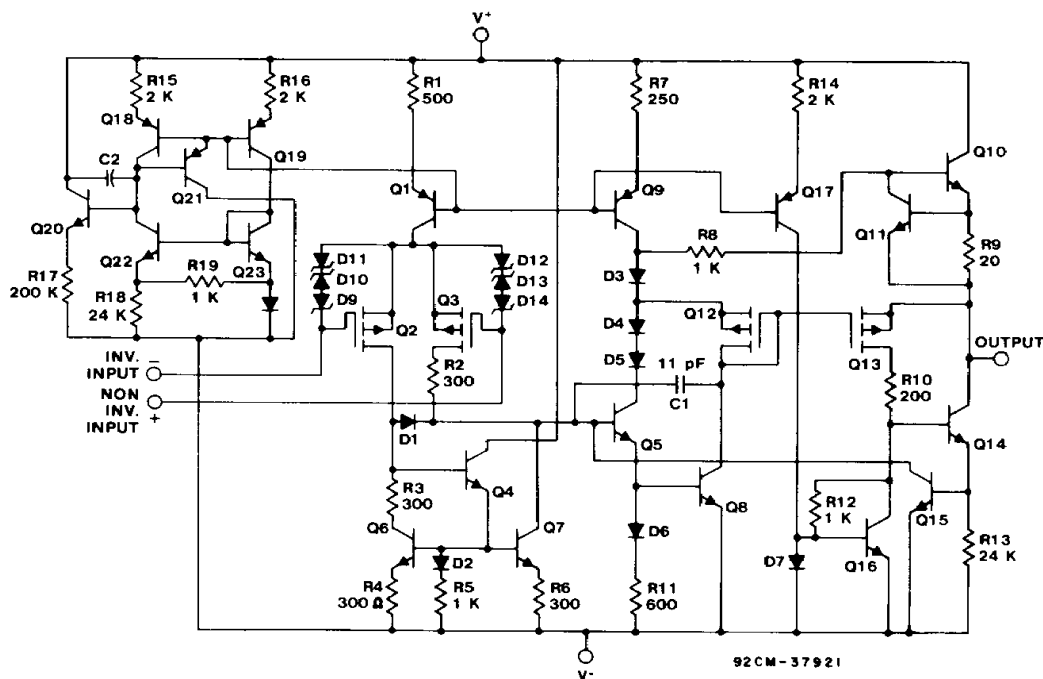 V+
R15
2 K
R16
2 K
R1
500
R7
250
R14
2 K
Q18
Q19
C2
Q21
Q1
Q9
Q17
Q10
Q20
Q22
Q23
Q11
R8
1 K
R9
20
R17
200 K
R19
1 K
R18
24 K
D11
D10
D9
Q3
Q2
D12
D13
D14
D3
D4
D5
Q12
Q13
OUTPUT
INV. −
INPUT
NON
INV. +
INPUT
R2
300
11 pF
C1
R10
200
D1
Q5
Q14
Q4
R3
300
Q8
R12
1 K
Q15
Q6
Q7
D6
D7
Q16
R13
24 K
D2
R4
300 Ω
R5
1 K
R6
300
R11
600
V-
92CM-37921